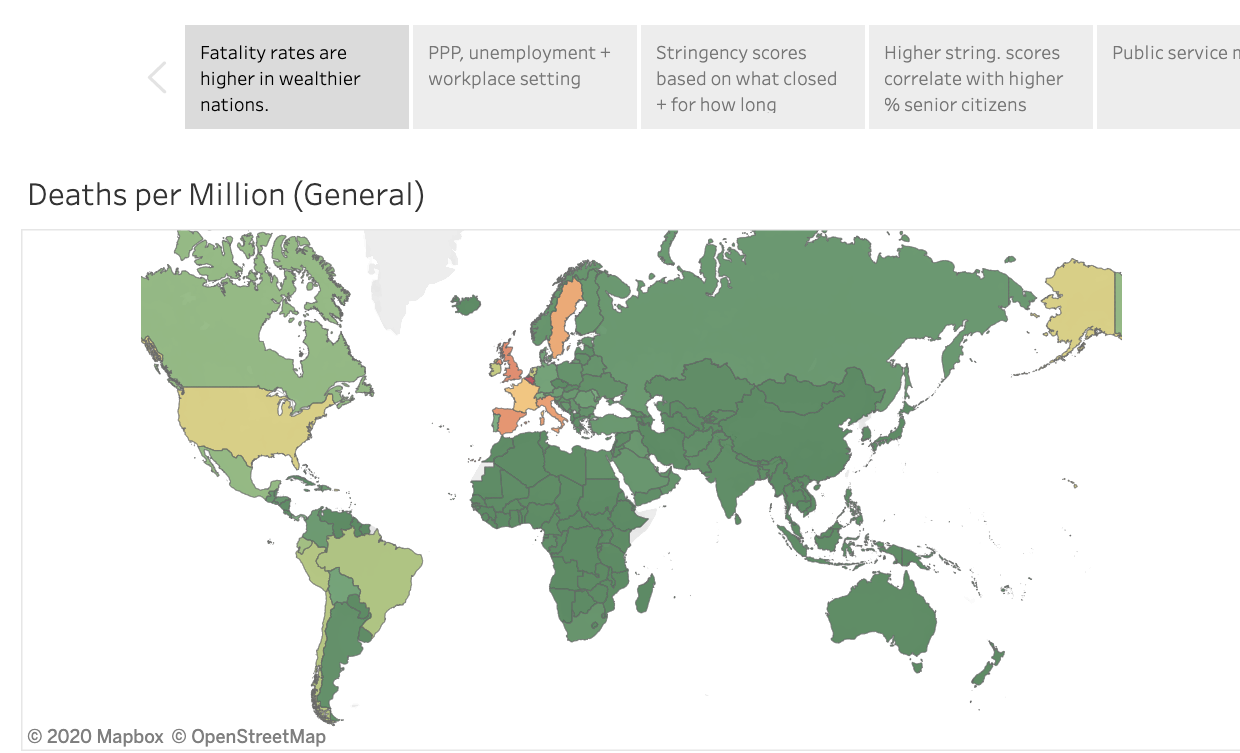 Fatality rates are
higher in wealthier
nations.
PPP, unemployment +
workplace setting
Stringency scores
based on what closed
+ for how long
Higher string. scores
correlate with higher
% senior citizens
Public service
Deaths per Million (General)
© 2020 Mapbox © OpenStreetMap